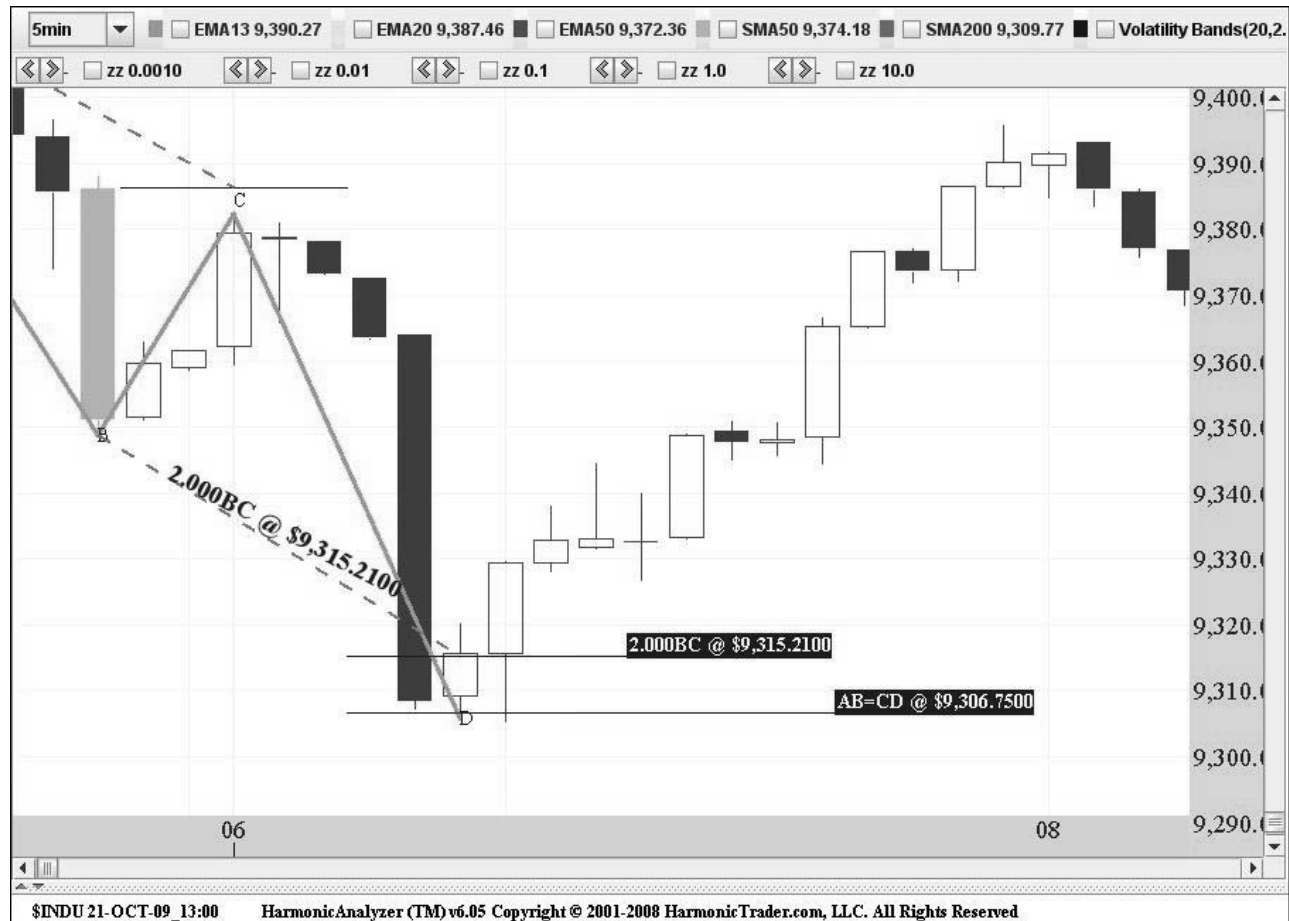 5min EMA13 9,390.27 EMA20 9,387.46 EMA50 9,372.36 SMA50 9,374.18 SMA200 9,309.77 Volatility Bands(20,2.
zz 0.0010 zz 0.01 zz 0.1 zz 1.0 zz 10.0
9,400.
9,390.
C
9,380.
9,370.
9,360.
9,350.
B
2.000BC @ $9,315.2100
9,340.
9,330.
9,320.
2.000BC @ $9,315.2100
9,310.
AB=CD @ $9,306.7500
D
9,300.
9,290.
06 08
$INDU 21-OCT-09_13:00 HarmonicAnalyzer (TM) v6.05 Copyright © 2001-2008 HarmonicTrader.com, LLC. All Rights Reserved